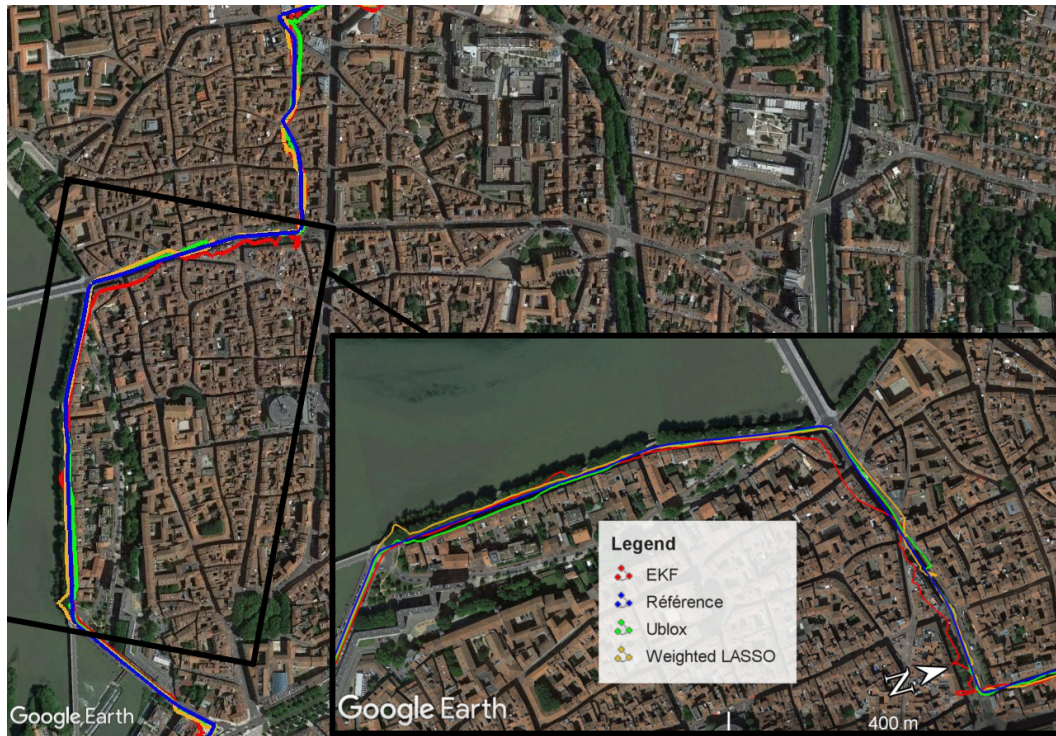 Legend
EKF
Référence
Ublox
Weighted LASSO
N
Google Earth
400 m
Google Earth